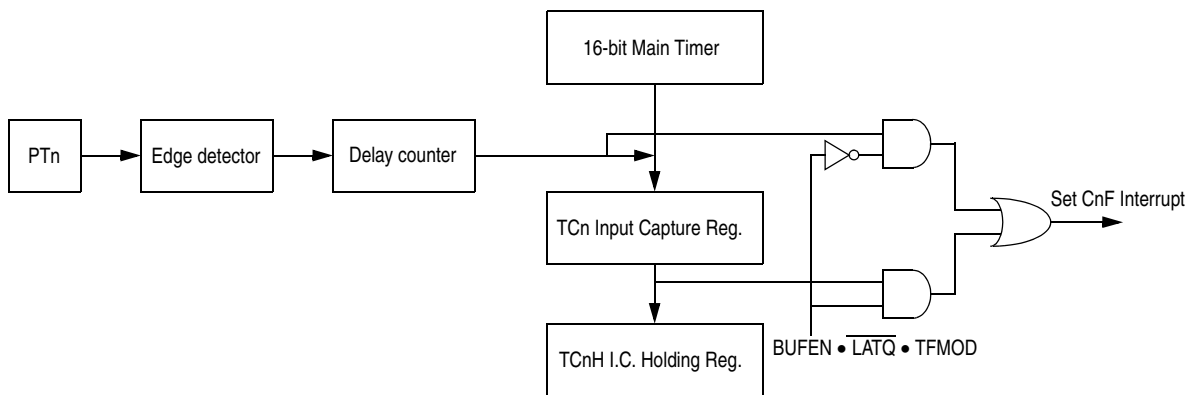 16-bit Main Timer
PTn
Edge detector
Delay counter
TCn Input Capture Reg.
Set CnF Interrupt
TCnH I.C. Holding Reg.
BUFEN • L̅A̅T̅Q̅ • TFMOD